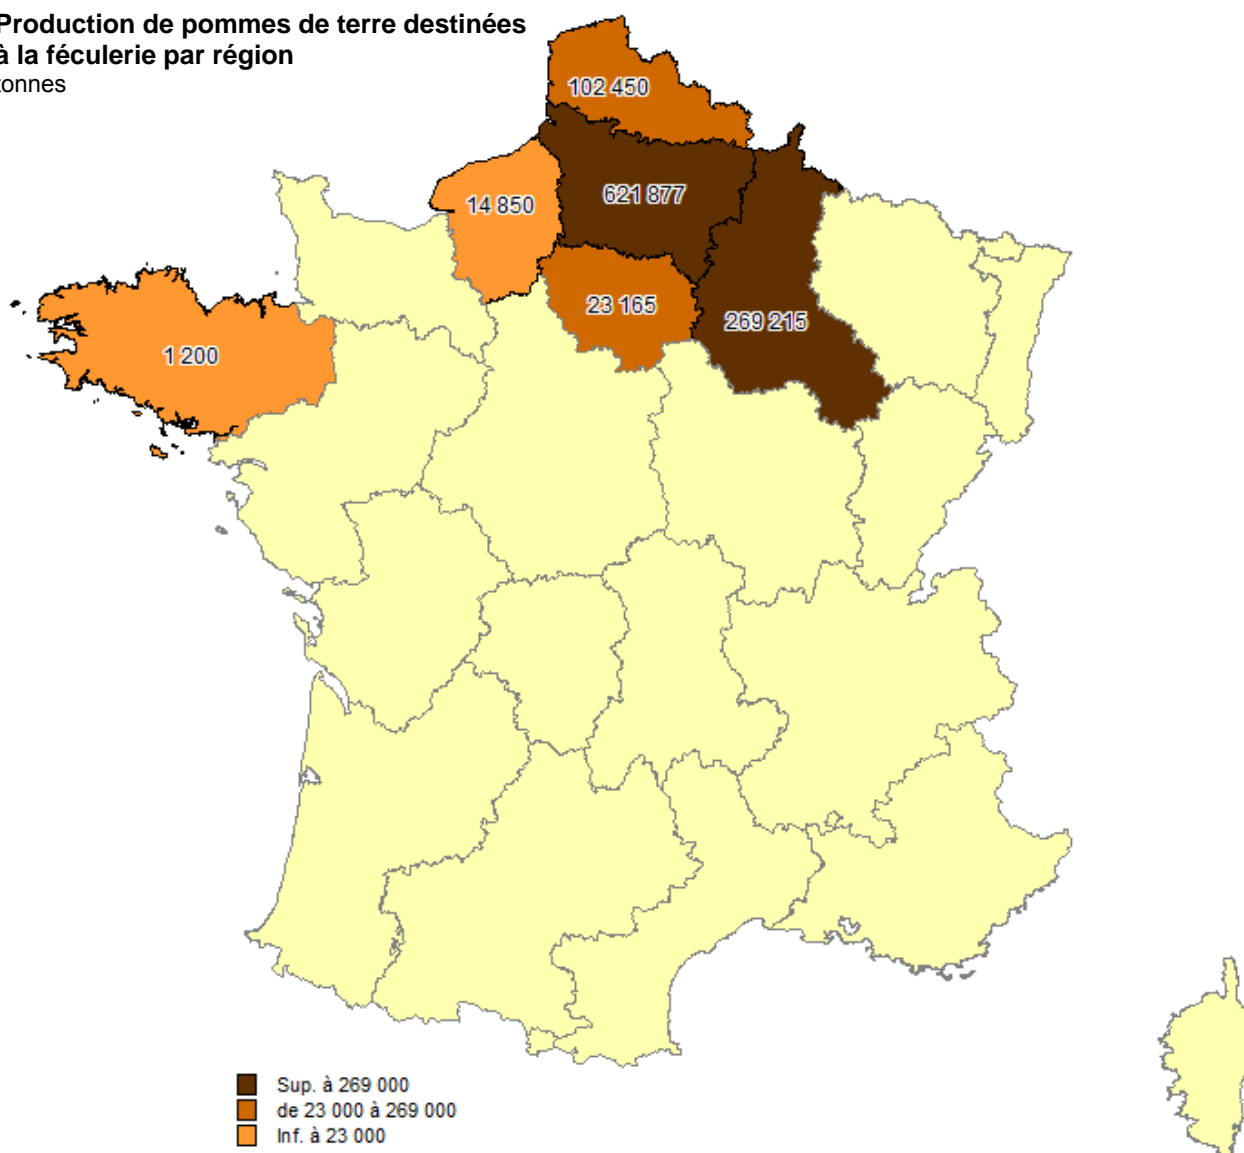 Production de pommes de terre destinées
à la féculerie par région
tonnes
102 450
621 877
14 850
23 165
269 215
1 200
Sup. à 269 000
de 23 000 à 269 000
Inf. à 23 000